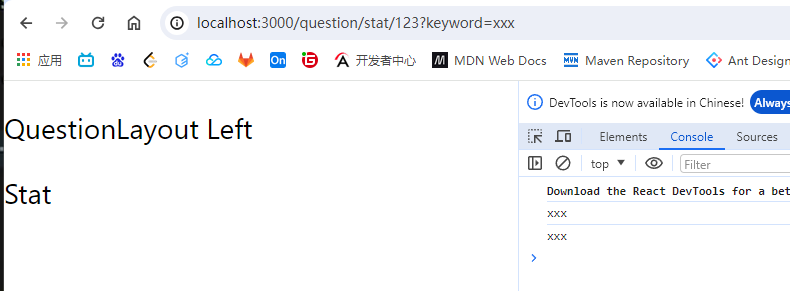 localhost:3000/question/stat/123?keyword=xxx
应用 On G 开发者中心 M MDN Web Docs MVN Maven Repository Ant Design
DevTools is now available in Chinese! Always
QuestionLayout Left
Elements Console Sources
top Filter
Stat
Download the React DevTools for a bet
xxx
xxx